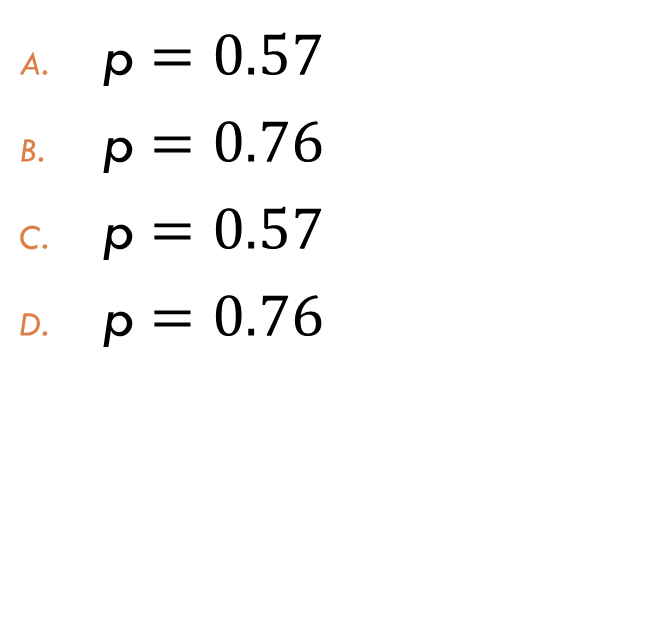 A. p = 0.57
B. p = 0.76
C. p = 0.57
D. p = 0.76